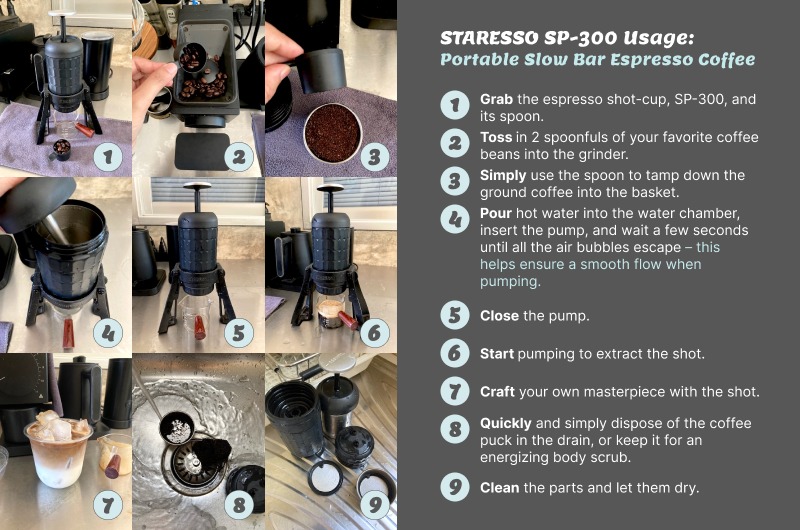 STARESSO SP-300 Usage:
Portable Slow Bar Espresso Coffee
1 Grab the espresso shot-cup, SP-300, and
its spoon.
2 Toss in 2 spoonfuls of your favorite coffee
beans into the grinder.
3 Simply use the spoon to tamp down the
ground coffee into the basket.
4 Pour hot water into the water chamber,
insert the pump, and wait a few seconds
until all the air bubbles escape – this
helps ensure a smooth flow when
pumping.
5 Close the pump.
6 Start pumping to extract the shot.
7 Craft your own masterpiece with the shot.
8 Quickly and simply dispose of the coffee
puck in the drain, or keep it for an
energizing body scrub.
9 Clean the parts and let them dry.
1
2
3
4
5
6
7
8
9